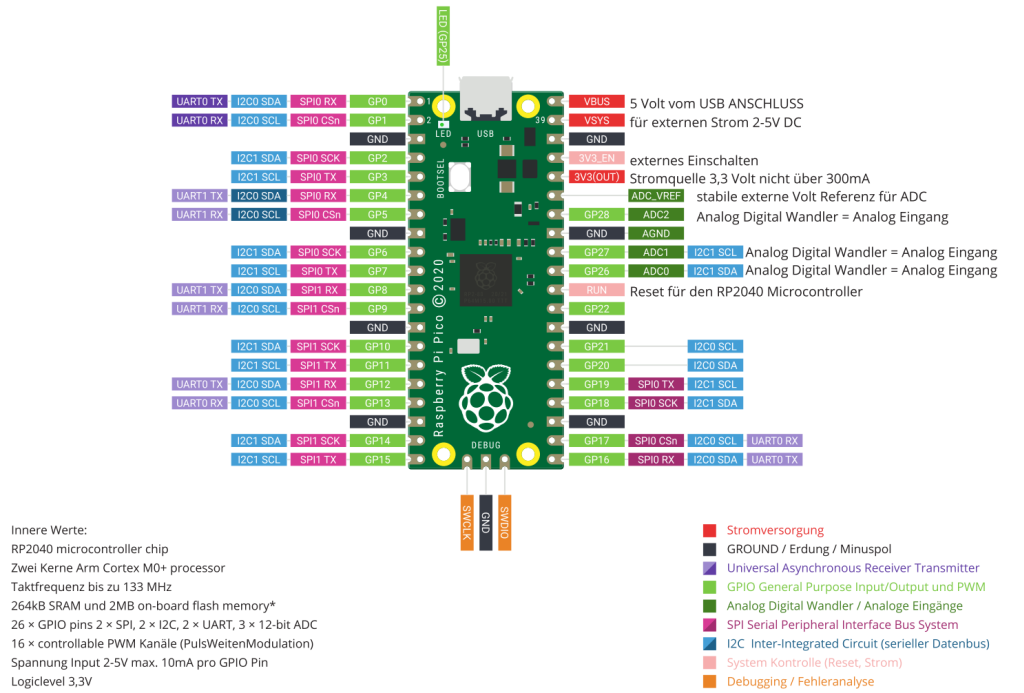 LED (GP25)
UART0 TX I2C0 SDA SPI0 RX GP0 1 VBUS 5 Volt vom USB ANSCHLUSS
UART0 RX I2C0 SCL SPI0 CSn GP1 2 LED USB 39 VSYS für externen Strom 2-5V DC
GND GND
I2C1 SDA SPI0 SCK GP2 3V3_EN externes Einschalten
I2C1 SCL SPI0 TX GP3 BOOTSEL 3V3(OUT) Stromquelle 3,3 Volt nicht über 300mA
UART1 TX I2C0 SDA SPI0 RX GP4 ADC_VREF stabile externe Volt Referenz für ADC
UART1 RX I2C0 SCL SPI0 CSn GP5 GP28 ADC2 Analog Digital Wandler = Analog Eingang
GND GND AGND
I2C1 SDA SPI0 SCK GP6 GP27 ADC1 I2C1 SCL Analog Digital Wandler = Analog Eingang
I2C1 SCL SPI0 TX GP7 GP26 ADC0 I2C1 SDA Analog Digital Wandler = Analog Eingang
UART1 TX I2C0 SDA SPI1 RX GP8 RUN Reset für den RP2040 Microcontroller
UART1 RX I2C0 SCL SPI1 CSn GP9 GP22
GND GND
Raspberry Pi Pico ©2020
I2C1 SDA SPI1 SCK GP10 GP21 I2C0 SCL
I2C1 SCL SPI1 TX GP11 GP20 I2C0 SDA
UART0 TX I2C0 SDA SPI1 RX GP12 GP19 SPI0 TX I2C1 SCL
UART0 RX I2C0 SCL SPI1 CSn GP13 GP18 SPI0 SCK I2C1 SDA
GND GND
I2C1 SDA SPI1 SCK GP14 DEBUG GP17 SPI0 CSn I2C0 SCL UART0 RX
I2C1 SCL SPI1 TX GP15 GP16 SPI0 RX I2C0 SDA UART0 TX
SWCLK GND SWDIO
Innere Werte:
RP2040 microcontroller chip
Zwei Kerne Arm Cortex M0+ processor
Taktfrequenz bis zu 133 MHz
264kB SRAM und 2MB on-board flash memory*
26 × GPIO pins 2 × SPI, 2 × I2C, 2 × UART, 3 × 12-bit ADC
16 × controllable PWM Kanäle (PulsWeitenModulation)
Spannung Input 2-5V max. 10mA pro GPIO Pin
Logiclevel 3,3V
Stromversorgung
GROUND / Erdung / Minuspol
Universal Asynchronous Receiver Transmitter
GPIO General Purpose Input/Output und PWM
Analog Digital Wandler / Analoge Eingänge
SPI Serial Peripherial Interface Bus System
I2C Inter-Integrated Circuit (serieller Datenbus)
System Kontrolle (Reset, Strom)
Debugging / Fehleranalyse